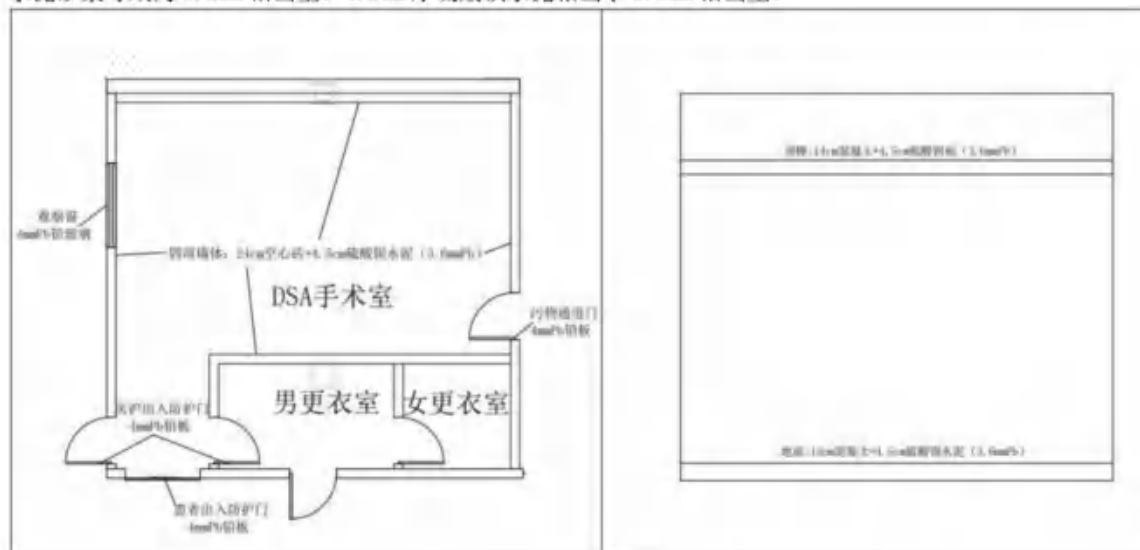 观察窗
4mmPb铅玻璃
四周墙体：24cm空心砖+4.5cm硫酸钡水泥（3.6mmPb）
DSA手术室
污物通道门
4mmPb铅板
男更衣室
女更衣室
医护出入防护门
4mmPb铅板
患者出入防护门
4mmPb铅板
顶棚:14cm混凝土+4.5cm硫酸钡板（3.6mmPb）
地面:14cm混凝土+4.5cm硫酸钡水泥（3.6mmPb）